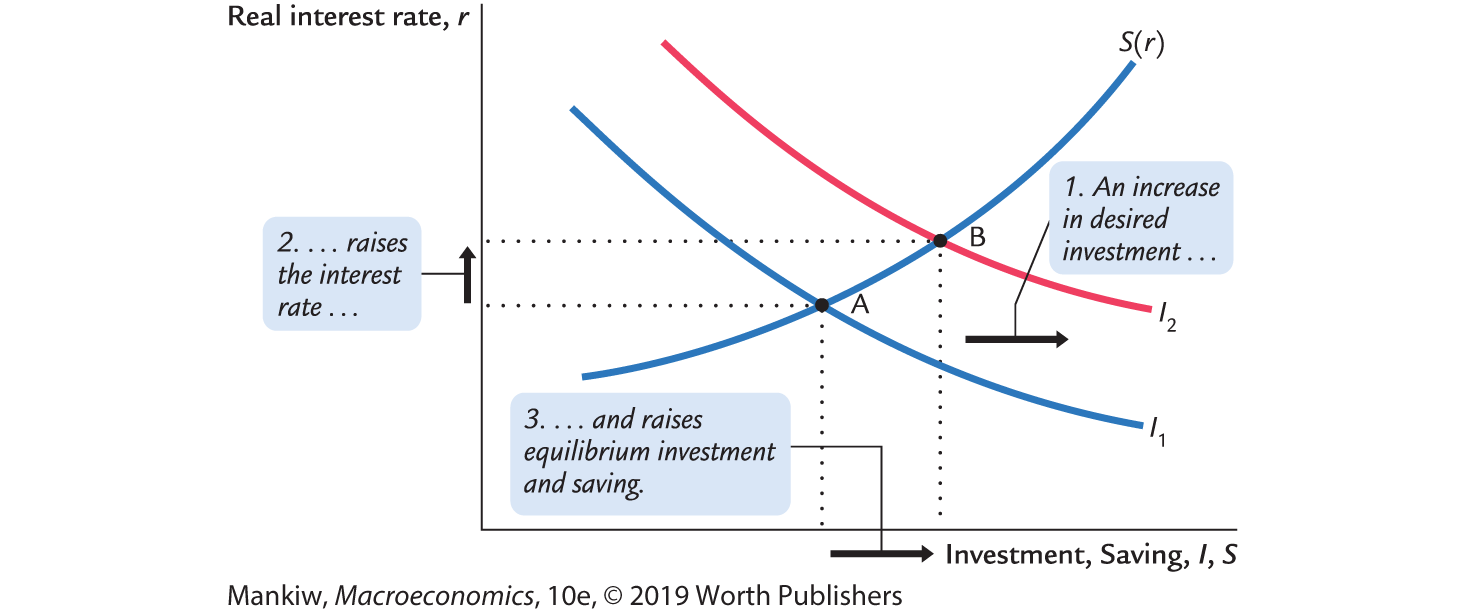 Real interest rate, r
S(r)
1. An increase
in desired
investment . . .
2. . . . raises
the interest
rate . . .
B
A
I2
3. . . . and raises
equilibrium investment
and saving.
I1
Investment, Saving, I, S
Mankiw, Macroeconomics, 10e, © 2019 Worth Publishers